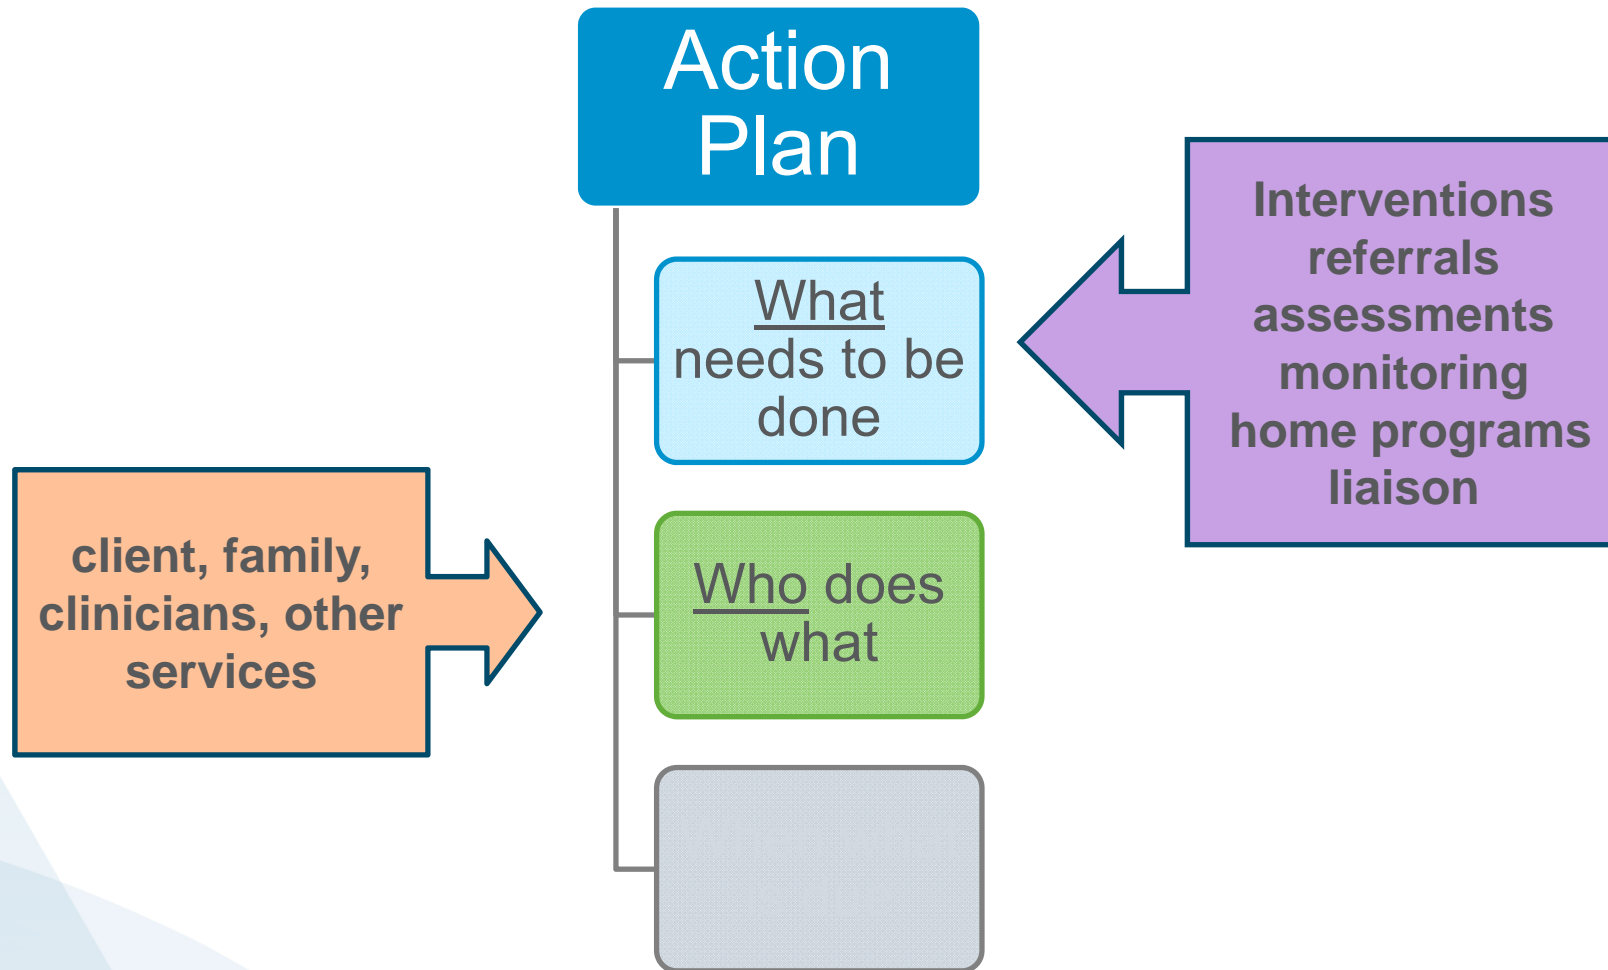 Action
Plan
What
needs to be
done
Interventions
referrals
assessments
monitoring
home programs
liaison
client, family,
clinicians, other
services
Who does
what